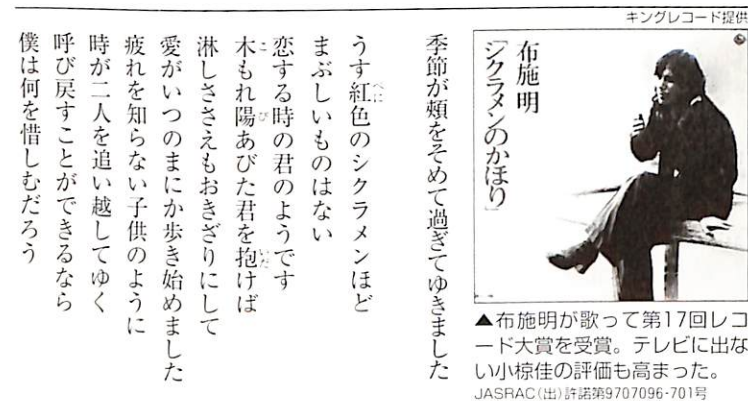 キングレコード提供
布施 明
「シクラメンのかほり」
▲布施明が歌って第17回レコ
ード大賞を受賞。テレビに出な
い小椋佳の評価も高まった。
JASRAC(出)許諾第9707096-701号
季節が頰をそめて過ぎてゆきました
うす紅色のシクラメンほど
まぶしいものはない
恋する時の君のようです
木もれ陽あびた君を抱けば
淋しささえもおきざりにして
愛がいつのまにか歩き始めました
疲れを知らない子供のように
時が二人を追い越してゆく
呼び戻すことができるなら
僕は何を惜しむだろう